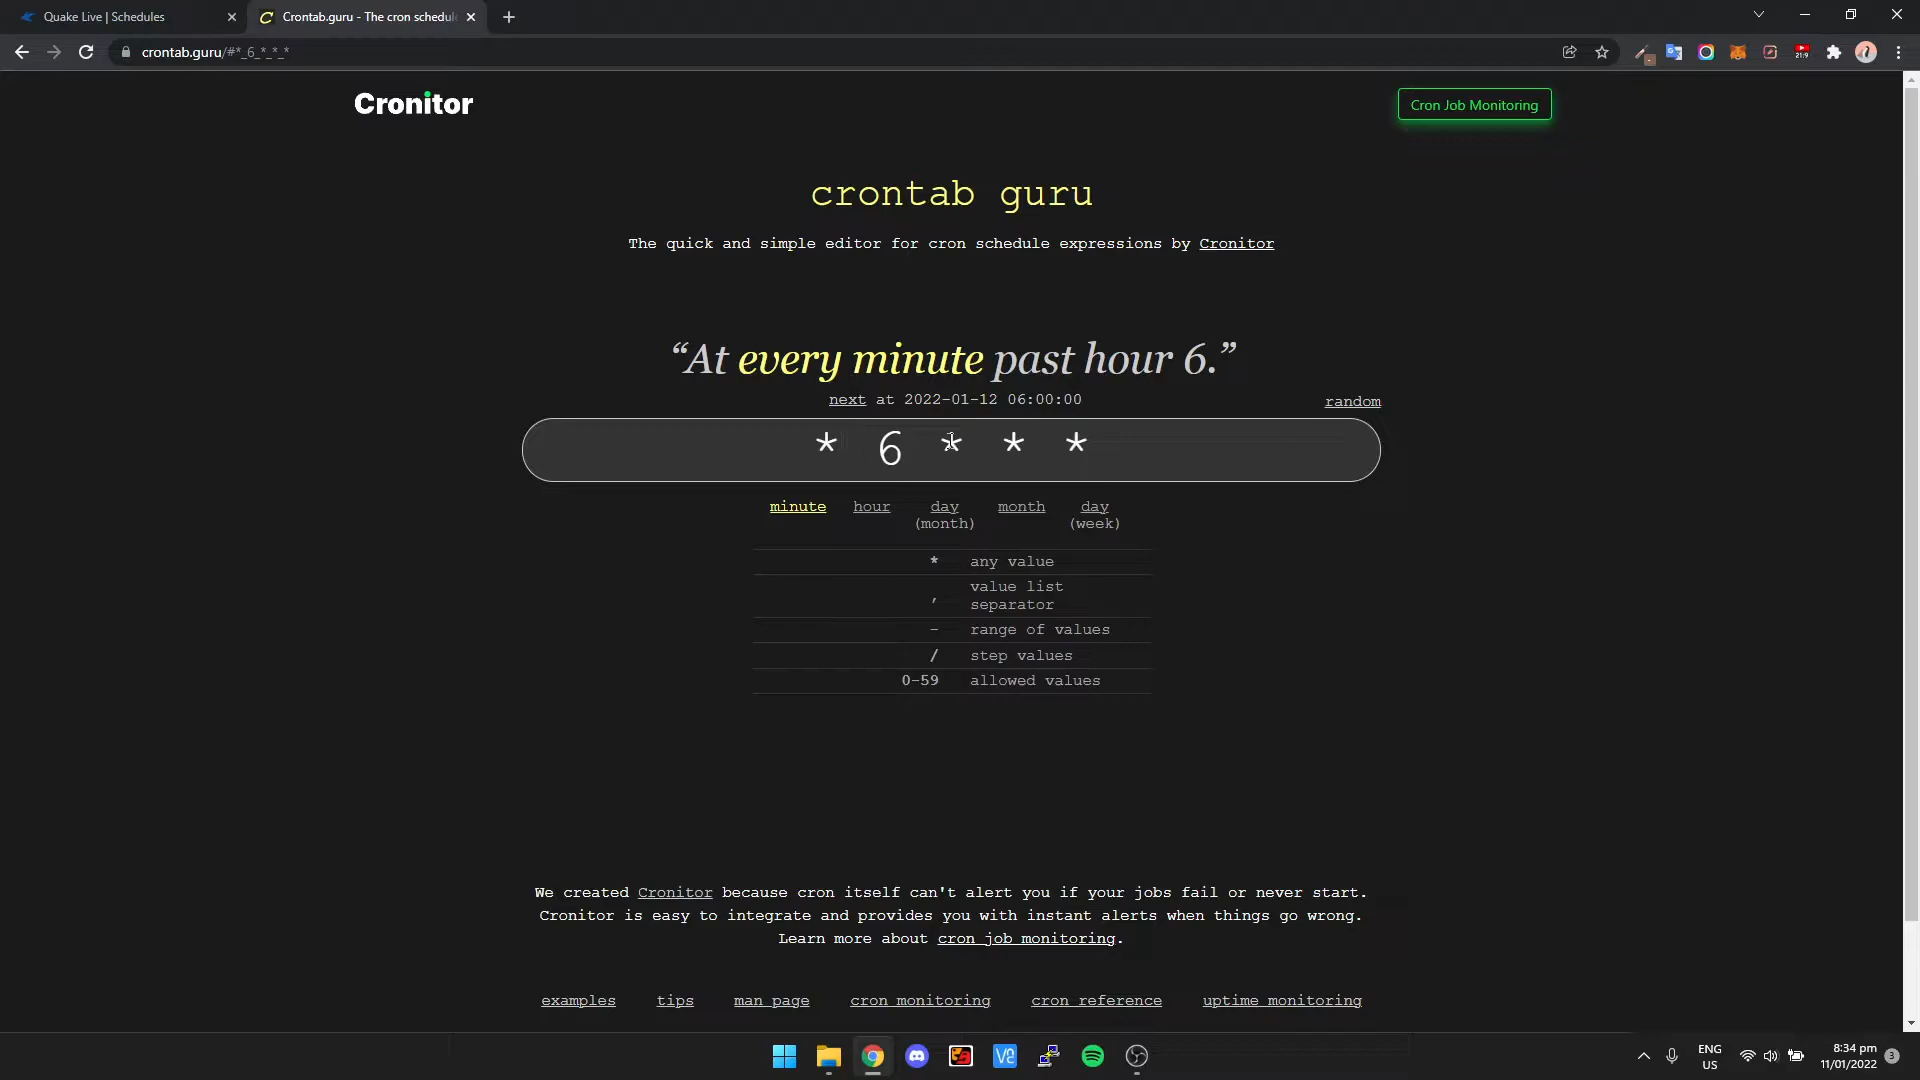 Quake Live | Schedules
Crontab.guru - The cron schedul
crontab.guru/#*_6_*_*_*
Cronitor
Cron Job Monitoring
crontab guru
The quick and simple editor for cron schedule expressions by Cronitor
“At every minute past hour 6.”
next at 2022-01-12 06:00:00
random
* 6 * * *
minute hour day month day
(month) (week)
* any value
, value list
separator
- range of values
/ step values
0-59 allowed values
We created Cronitor because cron itself can't alert you if your jobs fail or never start.
Cronitor is easy to integrate and provides you with instant alerts when things go wrong.
Learn more about cron job monitoring.
examples tips man page cron monitoring cron reference uptime monitoring
21:9
ENG
US
8:34 pm
11/01/2022
3